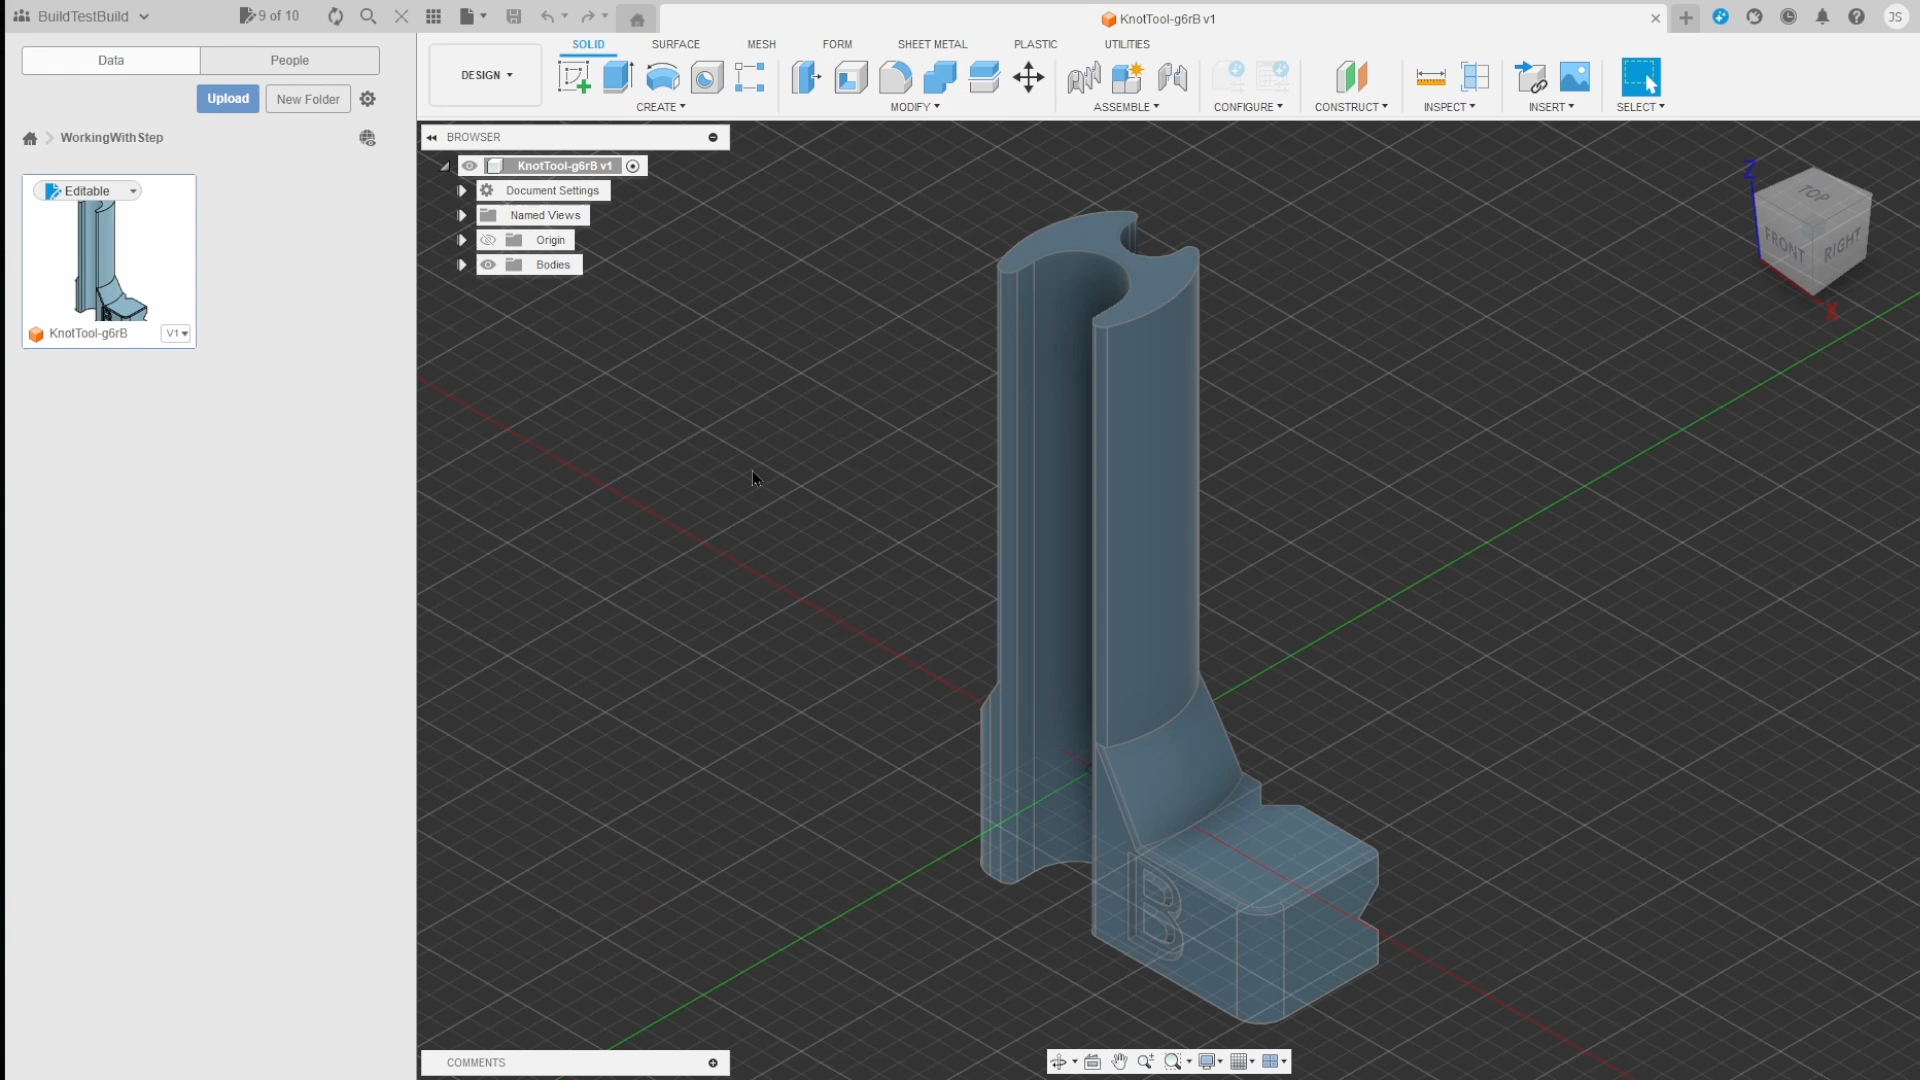 BuildTestBuild
9 of 10
KnotTool-g6rB v1
JS
Data
People
Upload
New Folder
WorkingWithStep
Editable
KnotTool-g6rB
V1
SOLID
SURFACE
MESH
FORM
SHEET METAL
PLASTIC
UTILITIES
DESIGN
CREATE
MODIFY
ASSEMBLE
CONFIGURE
CONSTRUCT
INSPECT
INSERT
SELECT
BROWSER
KnotTool-g6rB v1
Document Settings
Named Views
Origin
Bodies
Z
TOP
FRONT
RIGHT
X
B
COMMENTS